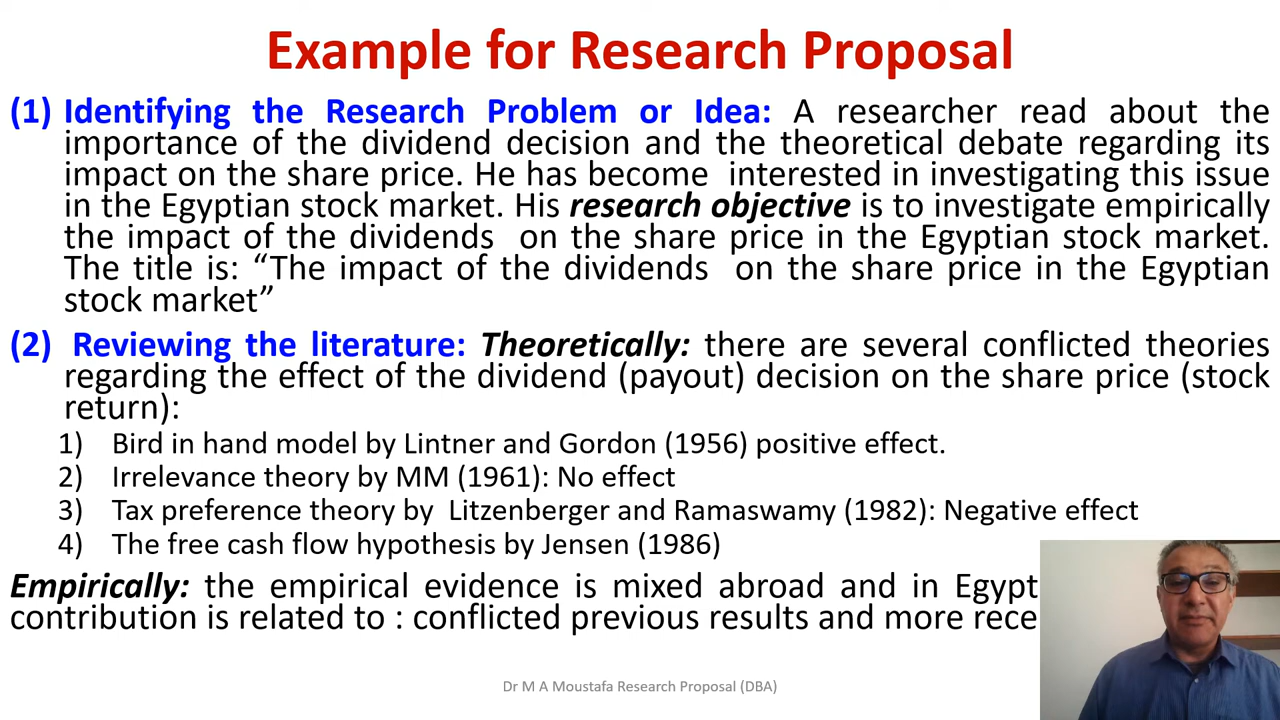 Example for Research Proposal
(1) Identifying the Research Problem or Idea: A researcher read about the
importance of the dividend decision and the theoretical debate regarding its
impact on the share price. He has become interested in investigating this issue
in the Egyptian stock market. His research objective is to investigate empirically
the impact of the dividends on the share price in the Egyptian stock market.
The title is: “The impact of the dividends on the share price in the Egyptian
stock market”
(2) Reviewing the literature: Theoretically: there are several conflicted theories
regarding the effect of the dividend (payout) decision on the share price (stock
return):
1) Bird in hand model by Lintner and Gordon (1956) positive effect.
2) Irrelevance theory by MM (1961): No effect
3) Tax preference theory by Litzenberger and Ramaswamy (1982): Negative effect
4) The free cash flow hypothesis by Jensen (1986)
Empirically: the empirical evidence is mixed abroad and in Egypt
contribution is related to : conflicted previous results and more
Dr M A Moustafa Research Proposal (DBA)